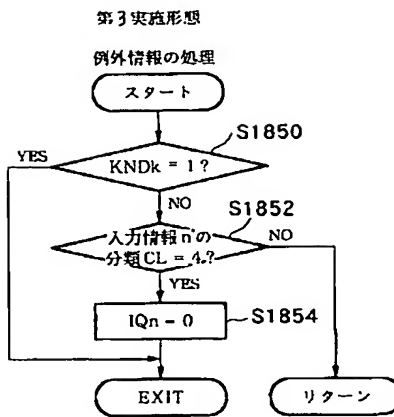 第3実施形態
例外情報の処理
スタート
S1850
YES
KNDk = 1?
NO
S1852
入力情報nの
NO
分類CL = 4?
YES
IQn = 0
S1854
EXIT
リターン